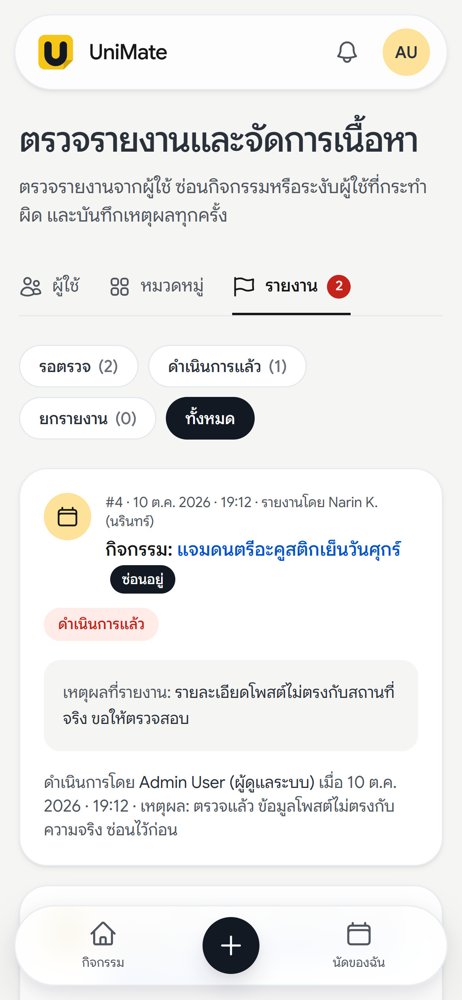 UniMate
AU
ตรวจรายงานและจัดการเนื้อหา
ตรวจรายงานจากผู้ใช้ ซ่อนกิจกรรมหรือระงับผู้ใช้ที่กระทำ
ผิด และบันทึกเหตุผลทุกครั้ง
ผู้ใช้ หมวดหมู่ รายงาน 2
รอตรวจ (2) ดำเนินการแล้ว (1)
ยกรายงาน (0) ทั้งหมด
#4 · 10 ต.ค. 2026 · 19:12 · รายงานโดย Narin K.
(นรินทร์)
กิจกรรม: แจมดนตรีอะคูสติกเย็นวันศุกร์
ซ่อนอยู่
ดำเนินการแล้ว
เหตุผลที่รายงาน: รายละเอียดโพสต์ไม่ตรงกับสถานที่
จริง ขอให้ตรวจสอบ
ดำเนินการโดย Admin User (ผู้ดูแลระบบ) เมื่อ 10 ต.ค.
2026 · 19:12 · เหตุผล: ตรวจแล้ว ข้อมูลโพสต์ไม่ตรงกับ
ความจริง ซ่อนไว้ก่อน
กิจกรรม นัดของฉัน